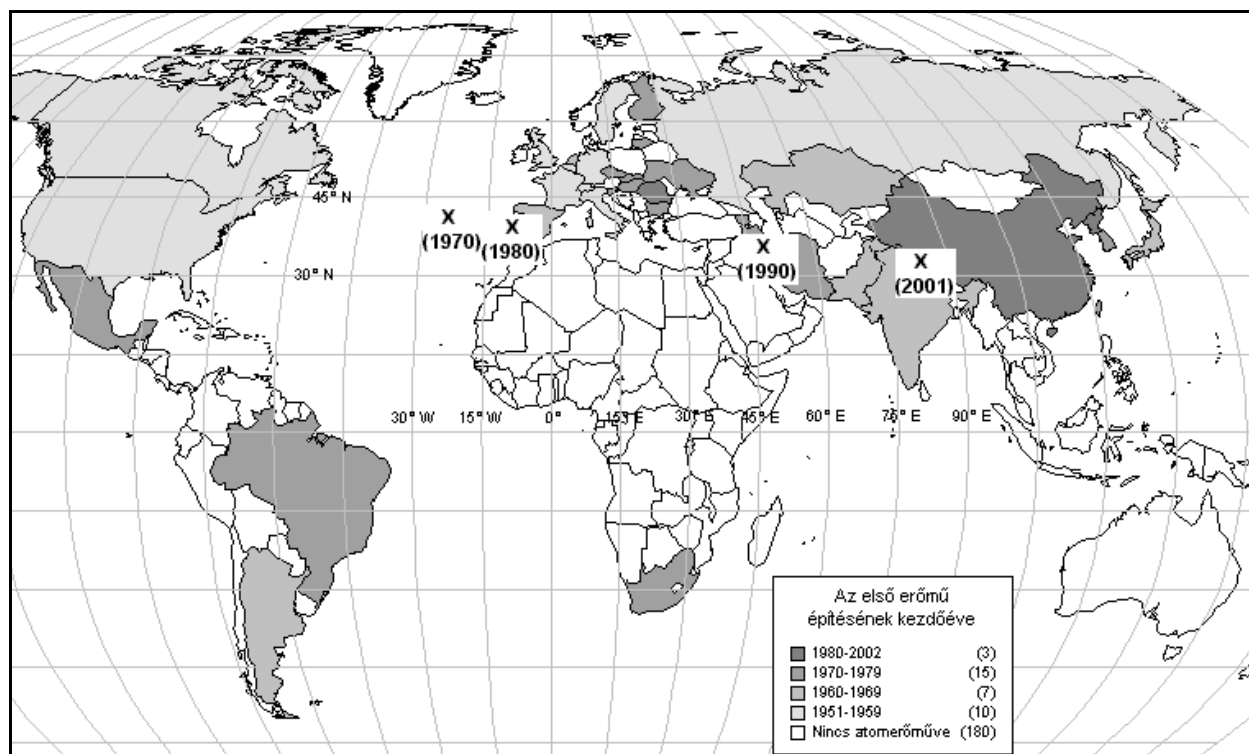 45° N
X
(1970)
X
(1980)
30° N
X
(1990)
X
(2001)
30° W
15° W
0°
15° E
30° E
45° E
60° E
75° E
90° E
Az első erőmű
építésének kezdőéve
1980-2002 (3)
1970-1979 (15)
1960-1969 (7)
1951-1959 (10)
Nincs atomerőműve (180)